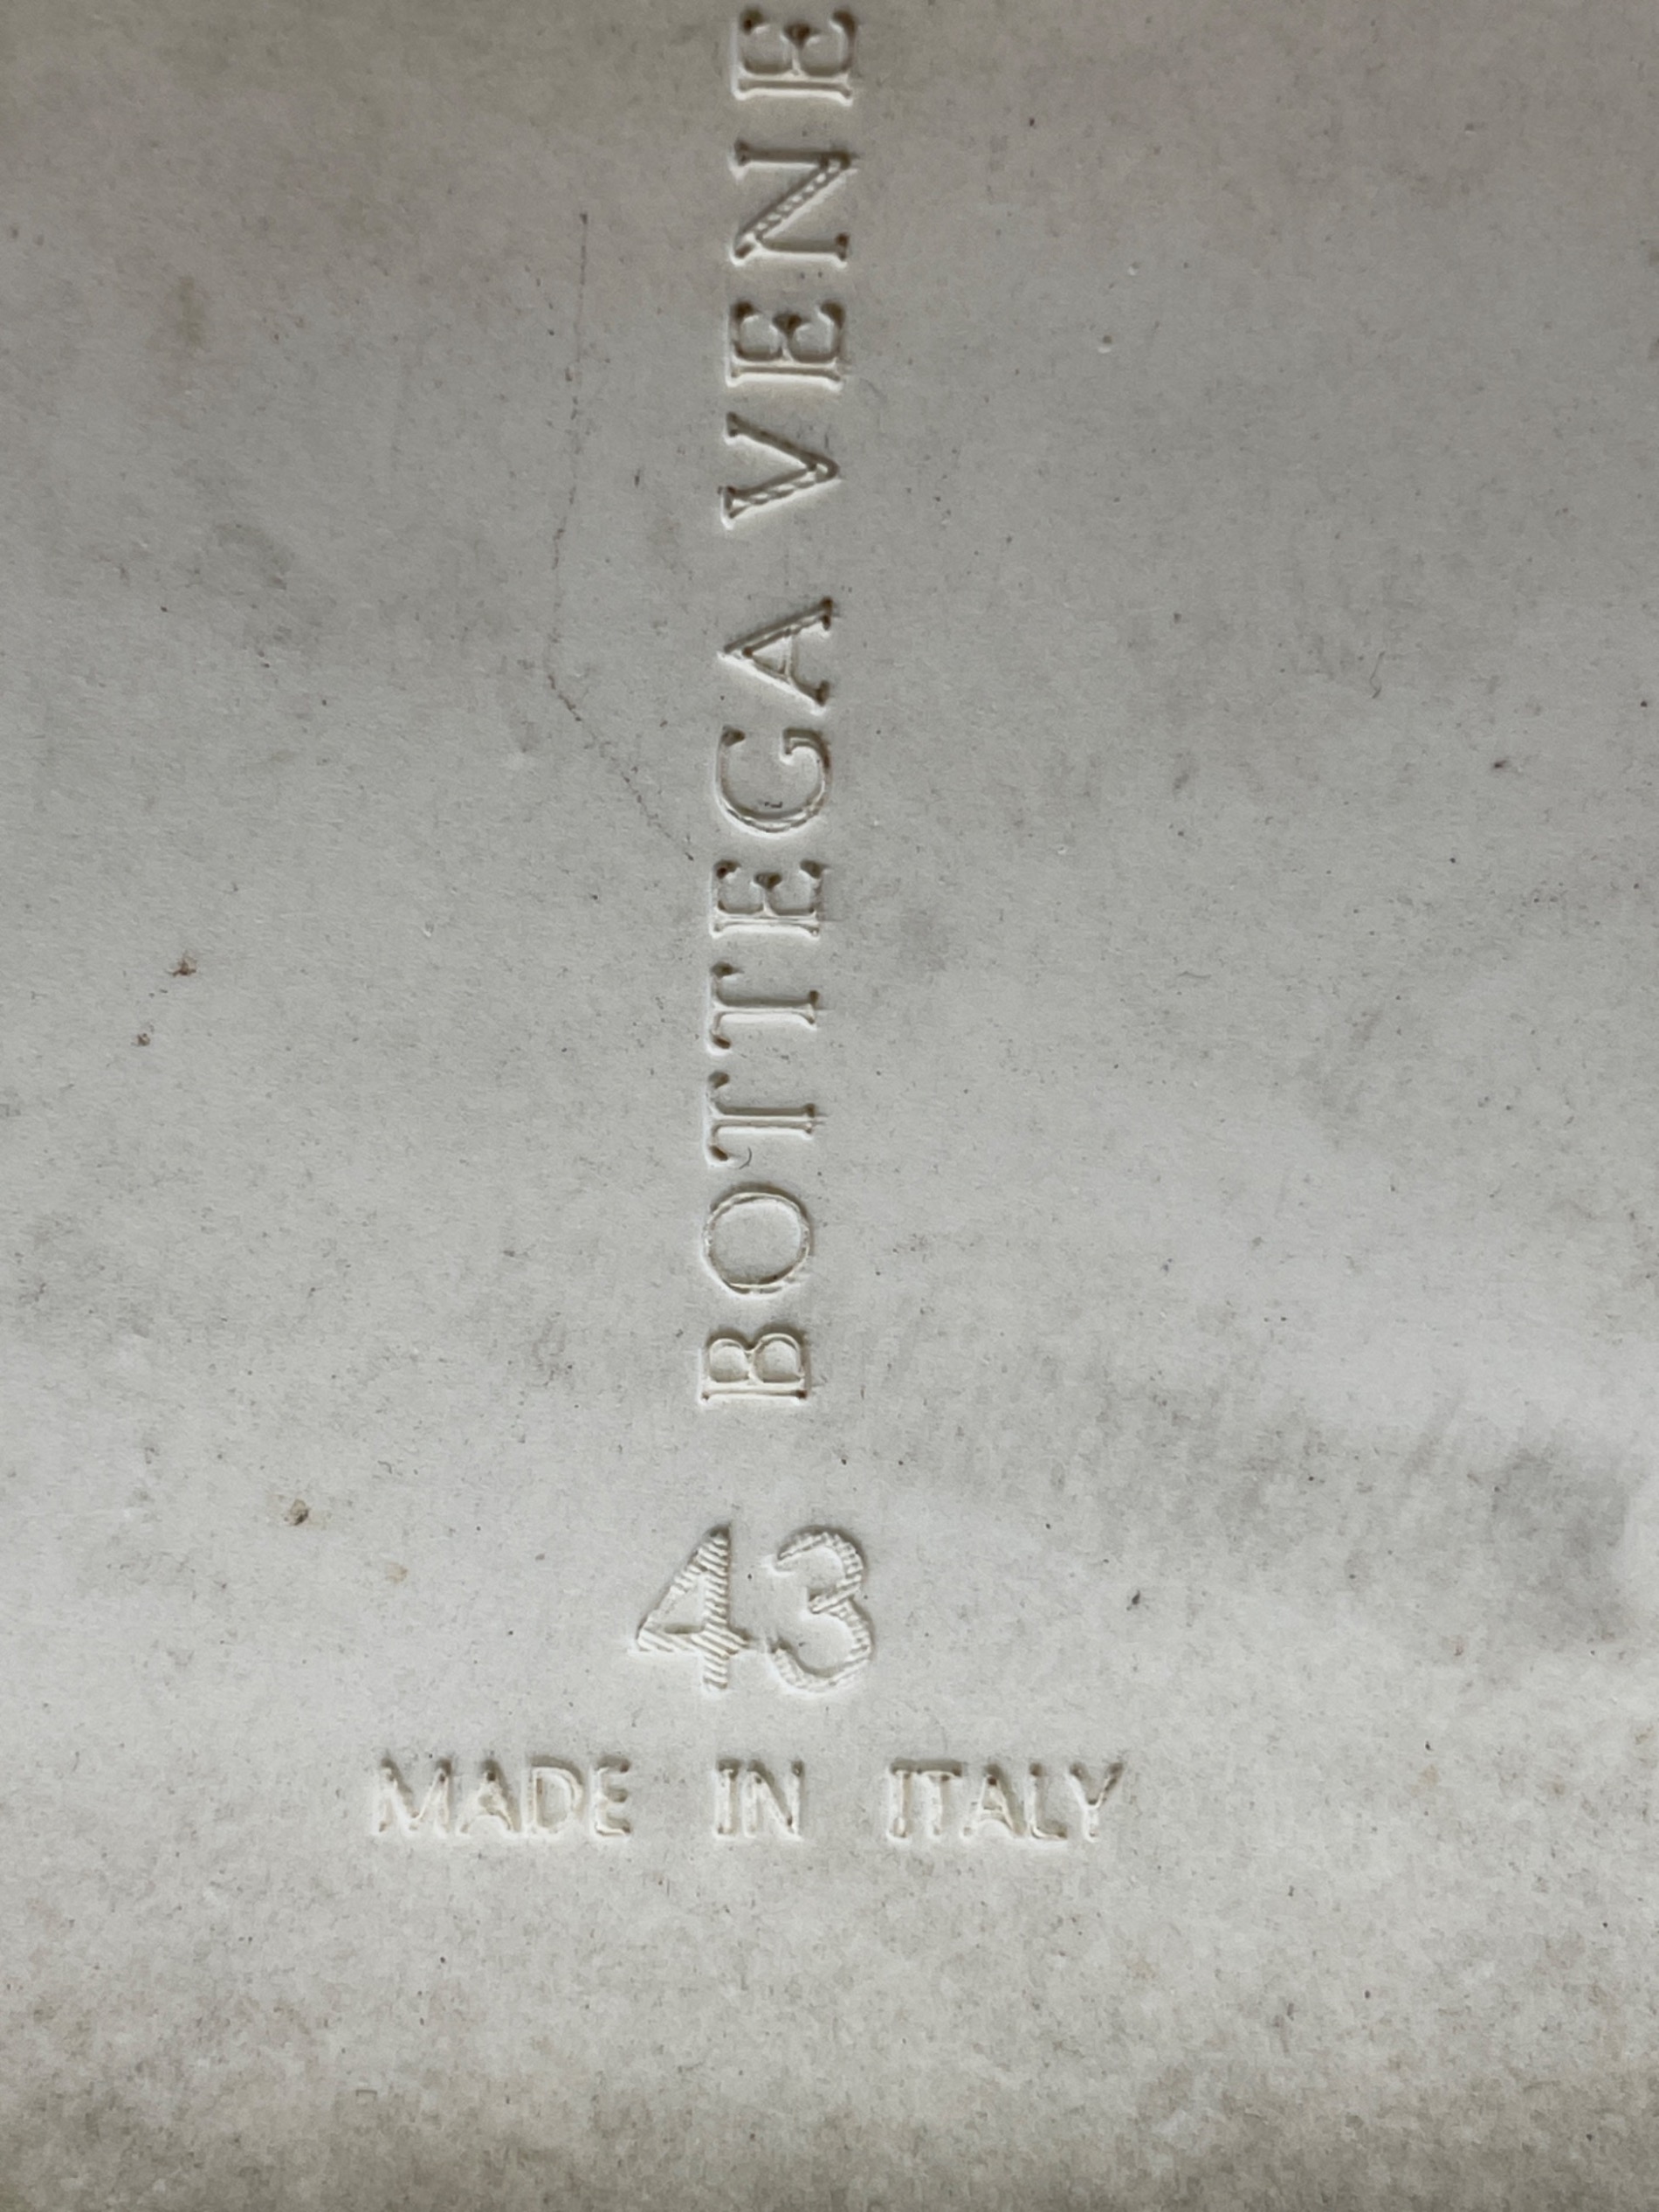 BOTTEGA VENE
43
MADE IN ITALY